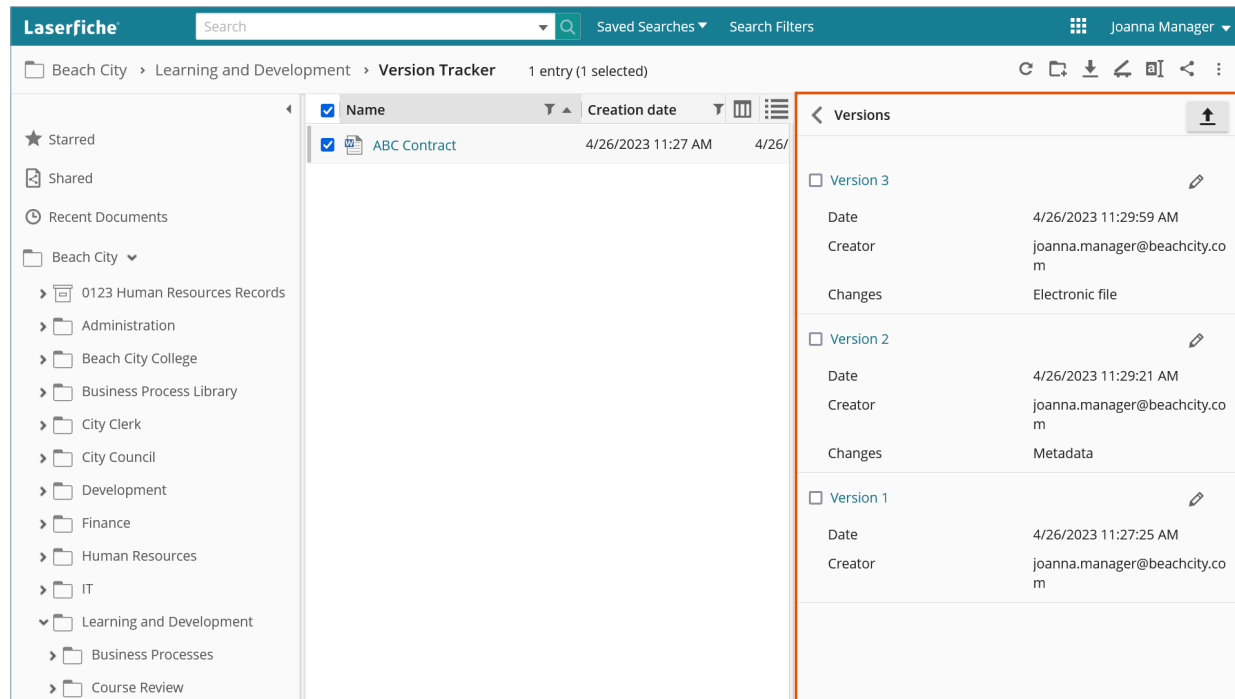 Laserfiche
Search
Saved Searches
Search Filters
Joanna Manager
Beach City › Learning and Development › Version Tracker
1 entry (1 selected)
Starred
Shared
Recent Documents
Beach City
0123 Human Resources Records
Administration
Beach City College
Business Process Library
City Clerk
City Council
Development
Finance
Human Resources
IT
Learning and Development
Business Processes
Course Review
Name
Creation date
ABC Contract
4/26/2023 11:27 AM
4/26/
Versions
Version 3
Date
4/26/2023 11:29:59 AM
Creator
joanna.manager@beachcity.co
m
Changes
Electronic file
Version 2
Date
4/26/2023 11:29:21 AM
Creator
joanna.manager@beachcity.co
m
Changes
Metadata
Version 1
Date
4/26/2023 11:27:25 AM
Creator
joanna.manager@beachcity.co
m